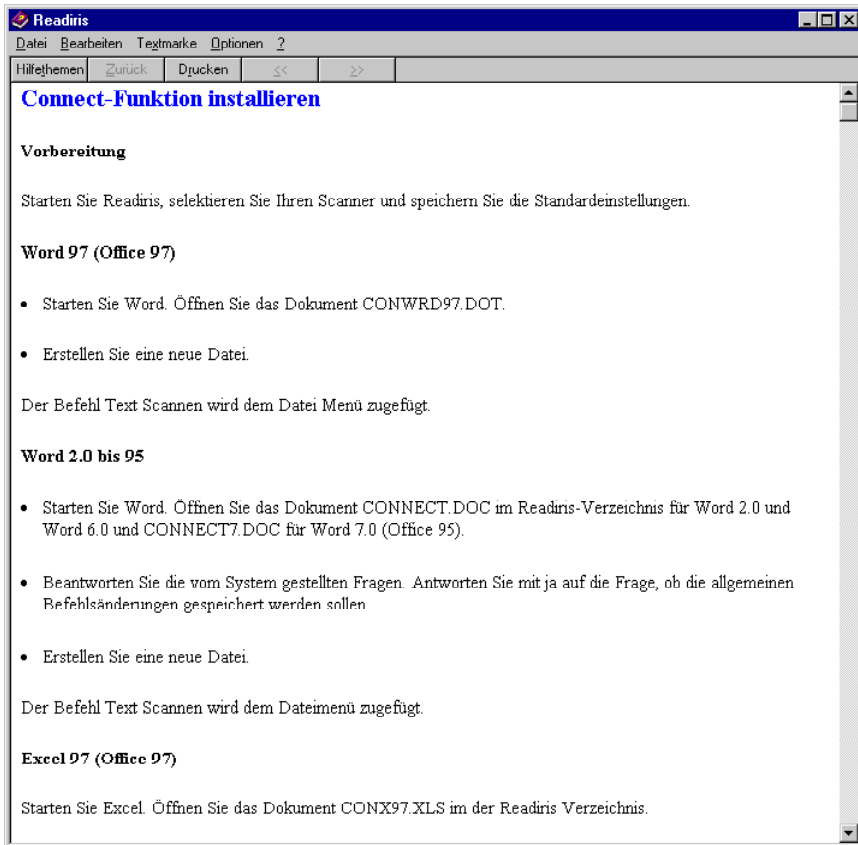 Readiris
Datei Bearbeiten Textmarke Optionen ?
Hilfethemen Zurück Drucken << >>
Connect-Funktion installieren
Vorbereitung
Starten Sie Readiris, selektieren Sie Ihren Scanner und speichern Sie die Standardeinstellungen.
Word 97 (Office 97)
• Starten Sie Word. Öffnen Sie das Dokument CONWRD97.DOT.
• Erstellen Sie eine neue Datei.
Der Befehl Text Scannen wird dem Datei Menü zugefügt.
Word 2.0 bis 95
• Starten Sie Word. Öffnen Sie das Dokument CONNECT.DOC im Readiris-Verzeichnis für Word 2.0 und
Word 6.0 und CONNECT7.DOC für Word 7.0 (Office 95).
• Beantworten Sie die vom System gestellten Fragen. Antworten Sie mit ja auf die Frage, ob die allgemeinen
Befehlsänderungen gespeichert werden sollen
• Erstellen Sie eine neue Datei.
Der Befehl Text Scannen wird dem Dateimenü zugefügt.
Excel 97 (Office 97)
Starten Sie Excel. Öffnen Sie das Dokument CONX97.XLS im der Readiris Verzeichnis.